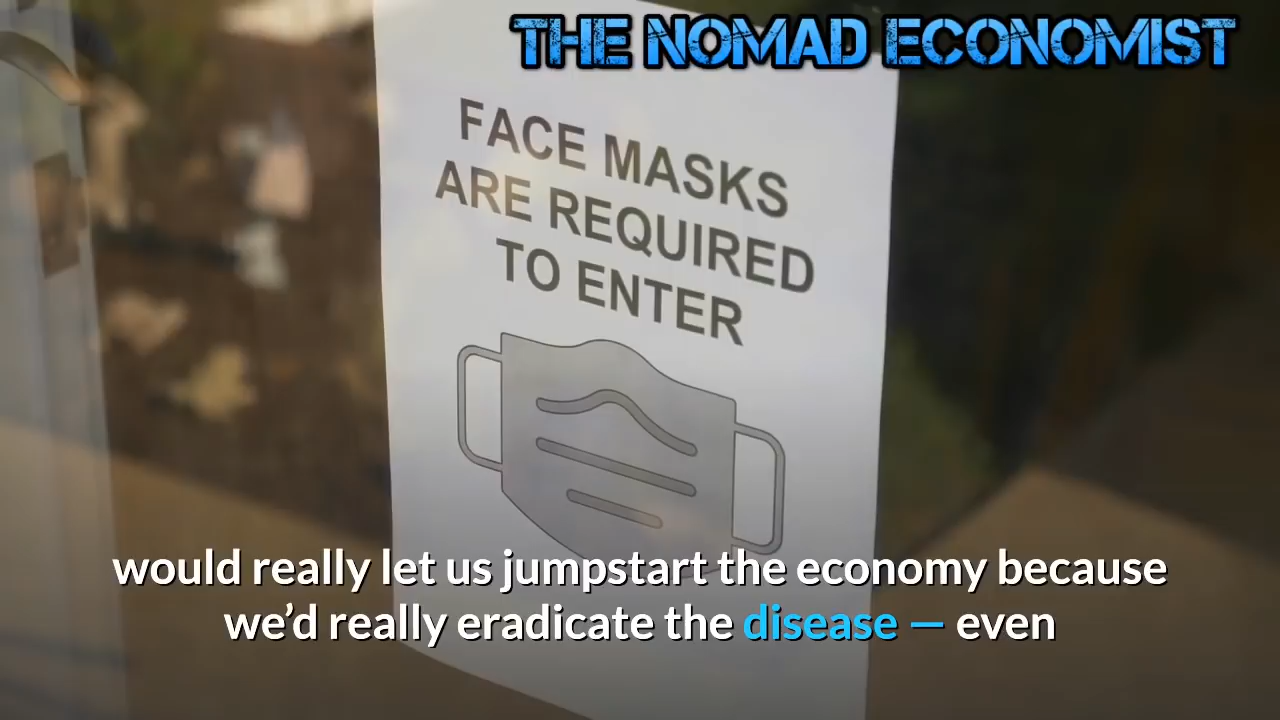 THE NOMAD ECONOMIST
FACE MASKS
ARE REQUIRED
TO ENTER
would really let us jumpstart the economy because
we’d really eradicate the disease — even